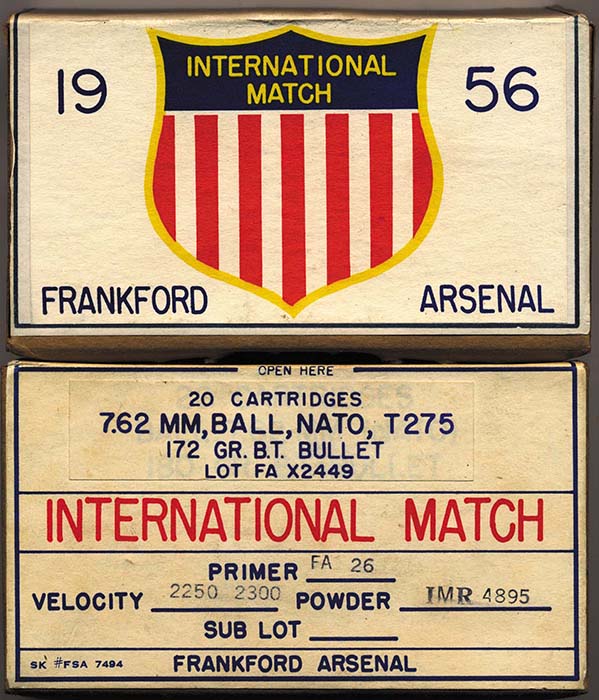 INTERNATIONAL
MATCH
19 56
FRANKFORD ARSENAL
OPEN HERE
20 CARTRIDGES
7.62 MM, BALL, NATO, T275
172 GR. B.T. BULLET
LOT FA X2449
INTERNATIONAL MATCH
PRIMER FA 26
VELOCITY 2250 2300 POWDER IMR 4895
SUB LOT
SK #FSA 7494 FRANKFORD ARSENAL